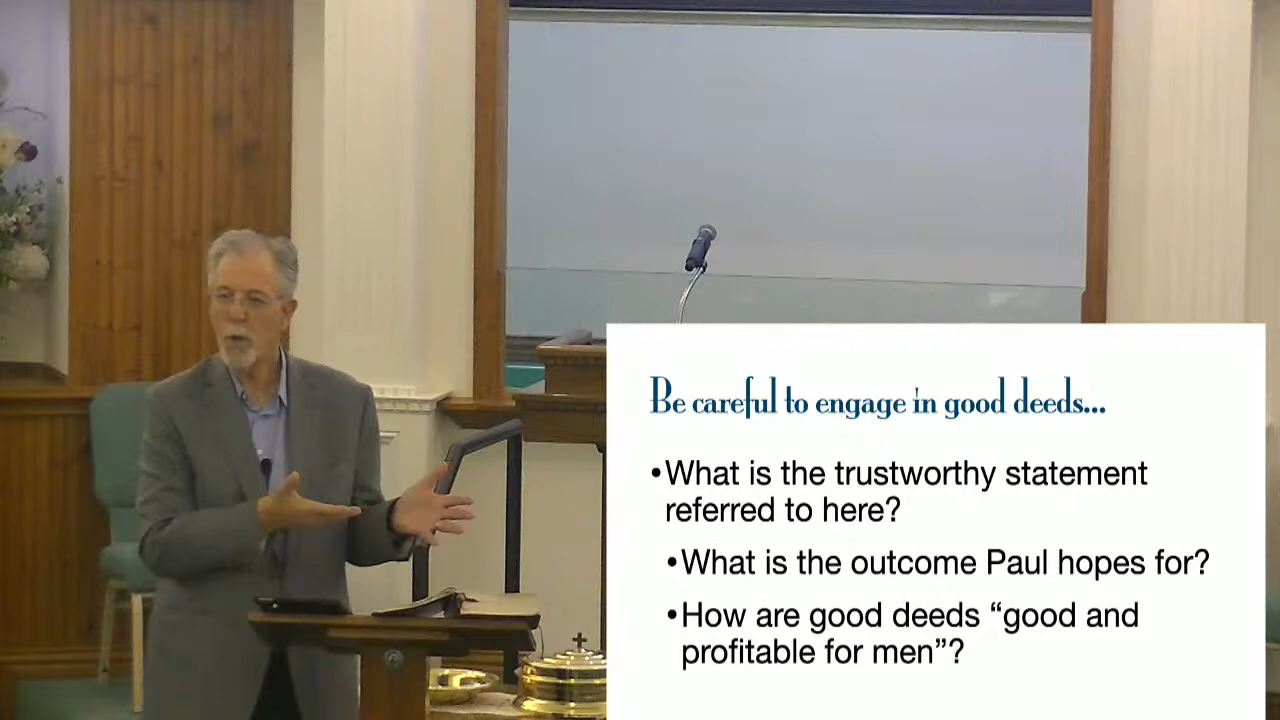 Be careful to engage in good deeds...
•What is the trustworthy statement
referred to here?
•What is the outcome Paul hopes for?
•How are good deeds “good and
profitable for men”?